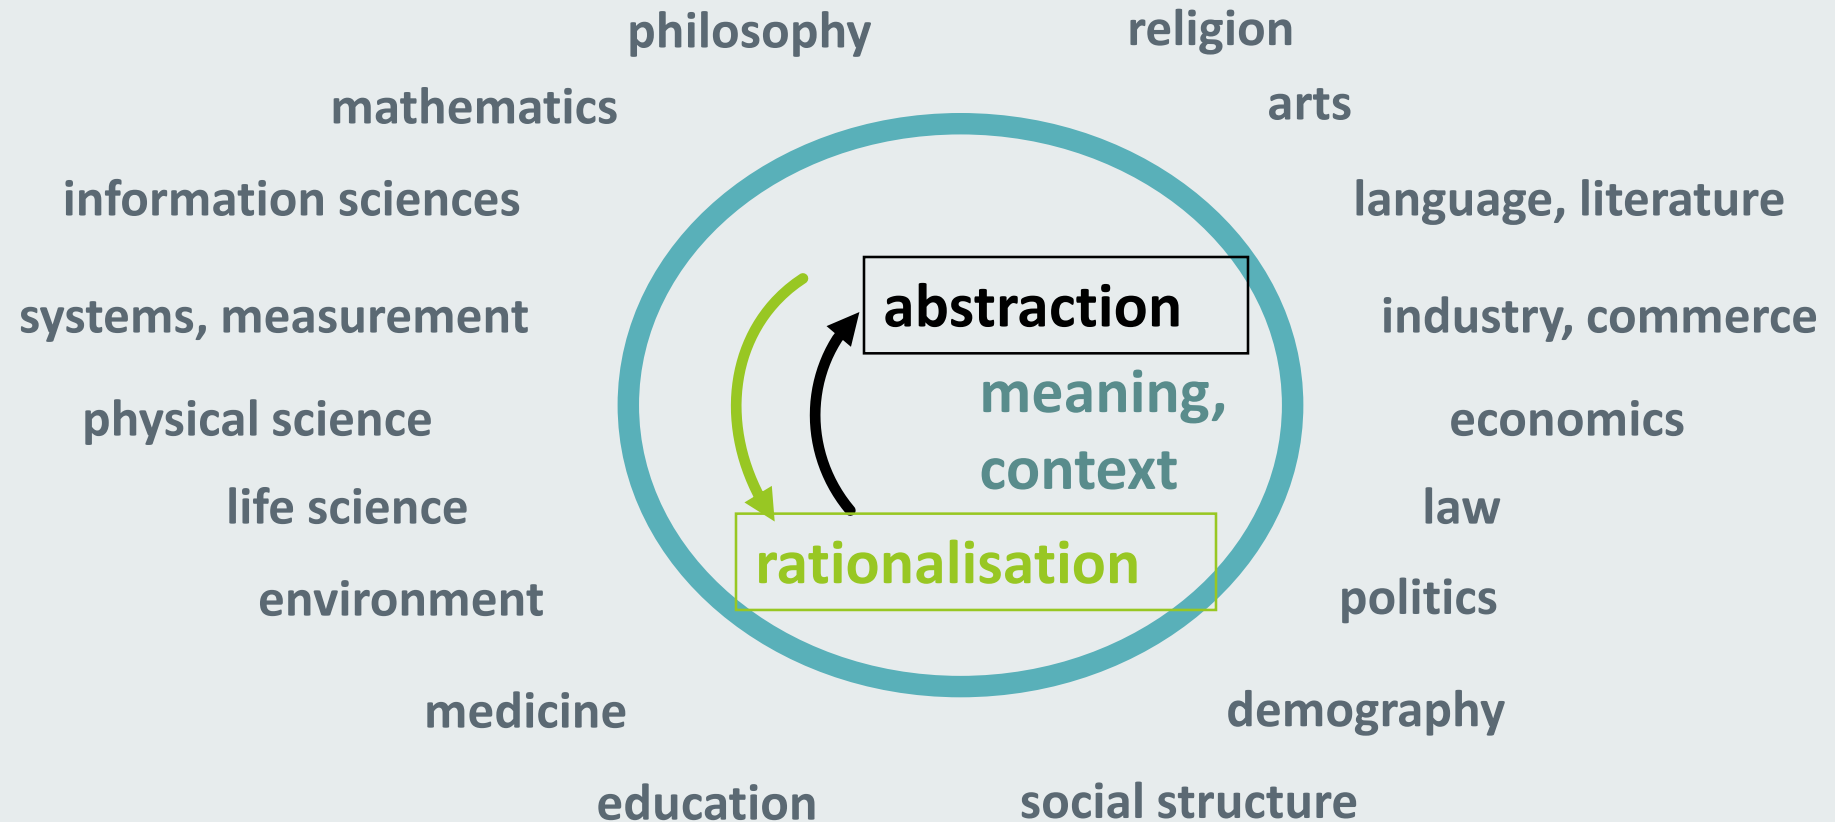 philosophy
religion
mathematics
arts
information sciences
language, literature
abstraction
systems, measurement
industry, commerce
meaning,
context
physical science
economics
life science
law
rationalisation
environment
politics
medicine
demography
education
social structure